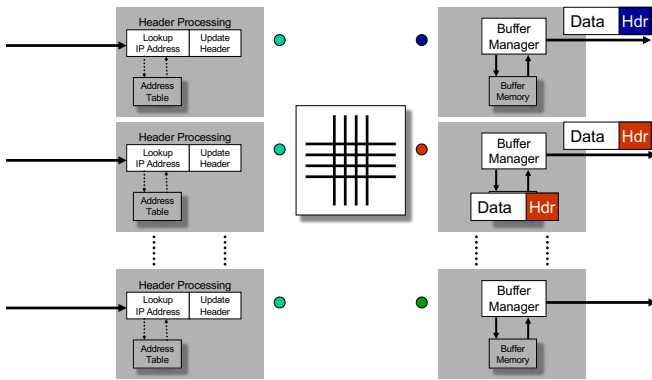 Header Processing
Lookup
IP Address
Update
Header
Address
Table
Buffer
Manager
Buffer
Memory
Data Hdr
Header Processing
Lookup
IP Address
Update
Header
Address
Table
Buffer
Manager
Data Hdr
Data Hdr
Header Processing
Lookup
IP Address
Update
Header
Address
Table
Buffer
Manager
Buffer
Memory